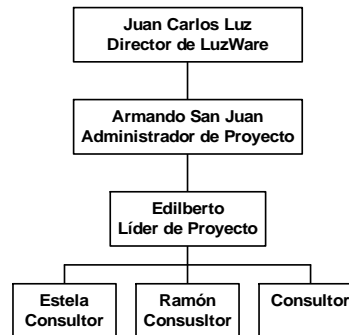 Juan Carlos Luz
Director de LuzWare
Armando San Juan
Administrador de Proyecto
Edilberto
Líder de Proyecto
Estela
Consultor
Ramón
Consusltor
Consultor